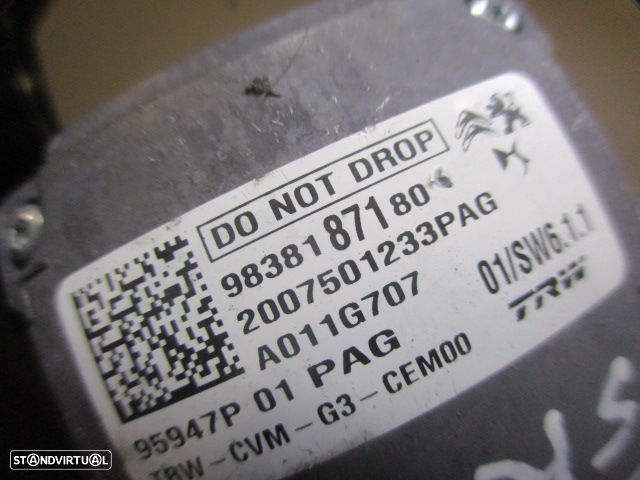 DO NOT DROP
98381 871 80
2007501233PAG
A011G707
01/SW6.1.1
TRW
95947P 01 PAG
TRW-CVM-G3-CEM00
STANDVIRTUAL